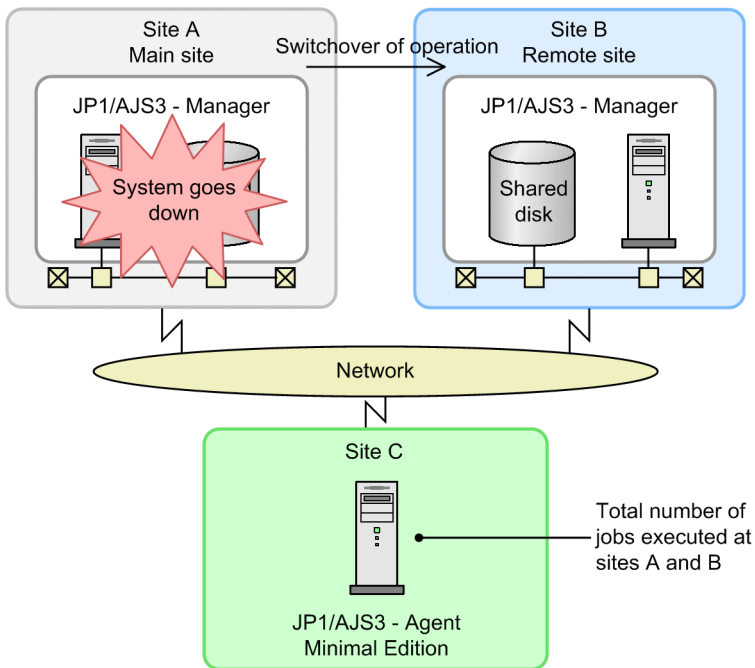 Site A
Main site
Switchover of operation
Site B
Remote site
JP1/AJS3 - Manager
System goes
down
JP1/AJS3 - Manager
Shared
disk
Network
Site C
JP1/AJS3 - Agent
Minimal Edition
Total number of
jobs executed at
sites A and B